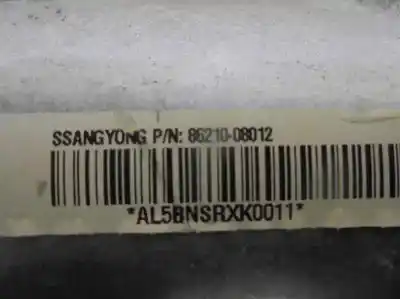 SSANGYONG P/N: 86210-08012
*AL5BNSRXK0011*